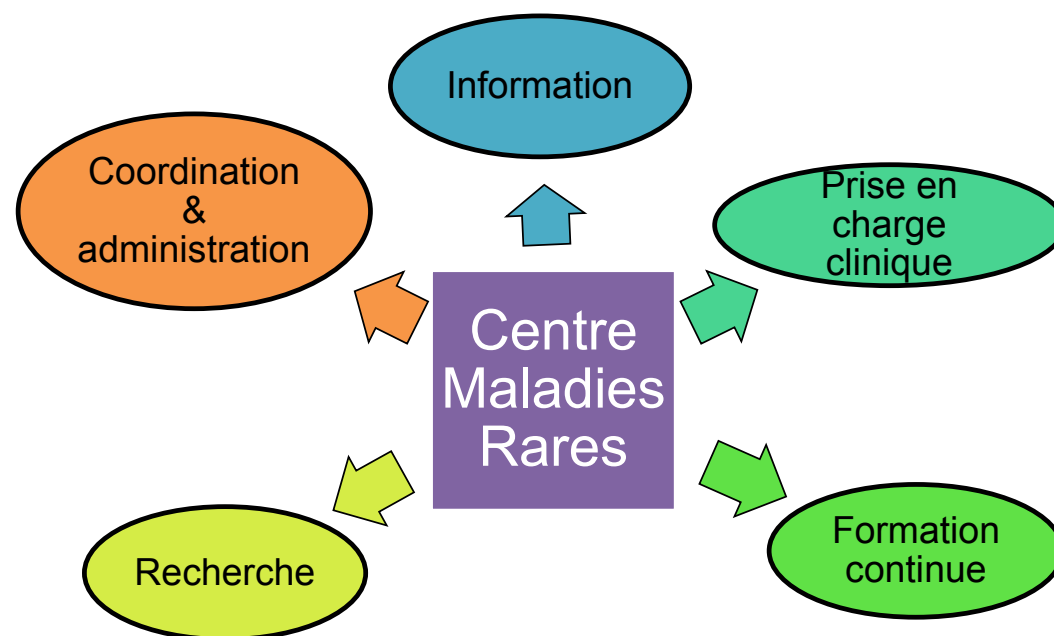 Information
Coordination
&
administration
Prise en
charge
clinique
Centre
Maladies
Rares
Recherche
Formation
continue